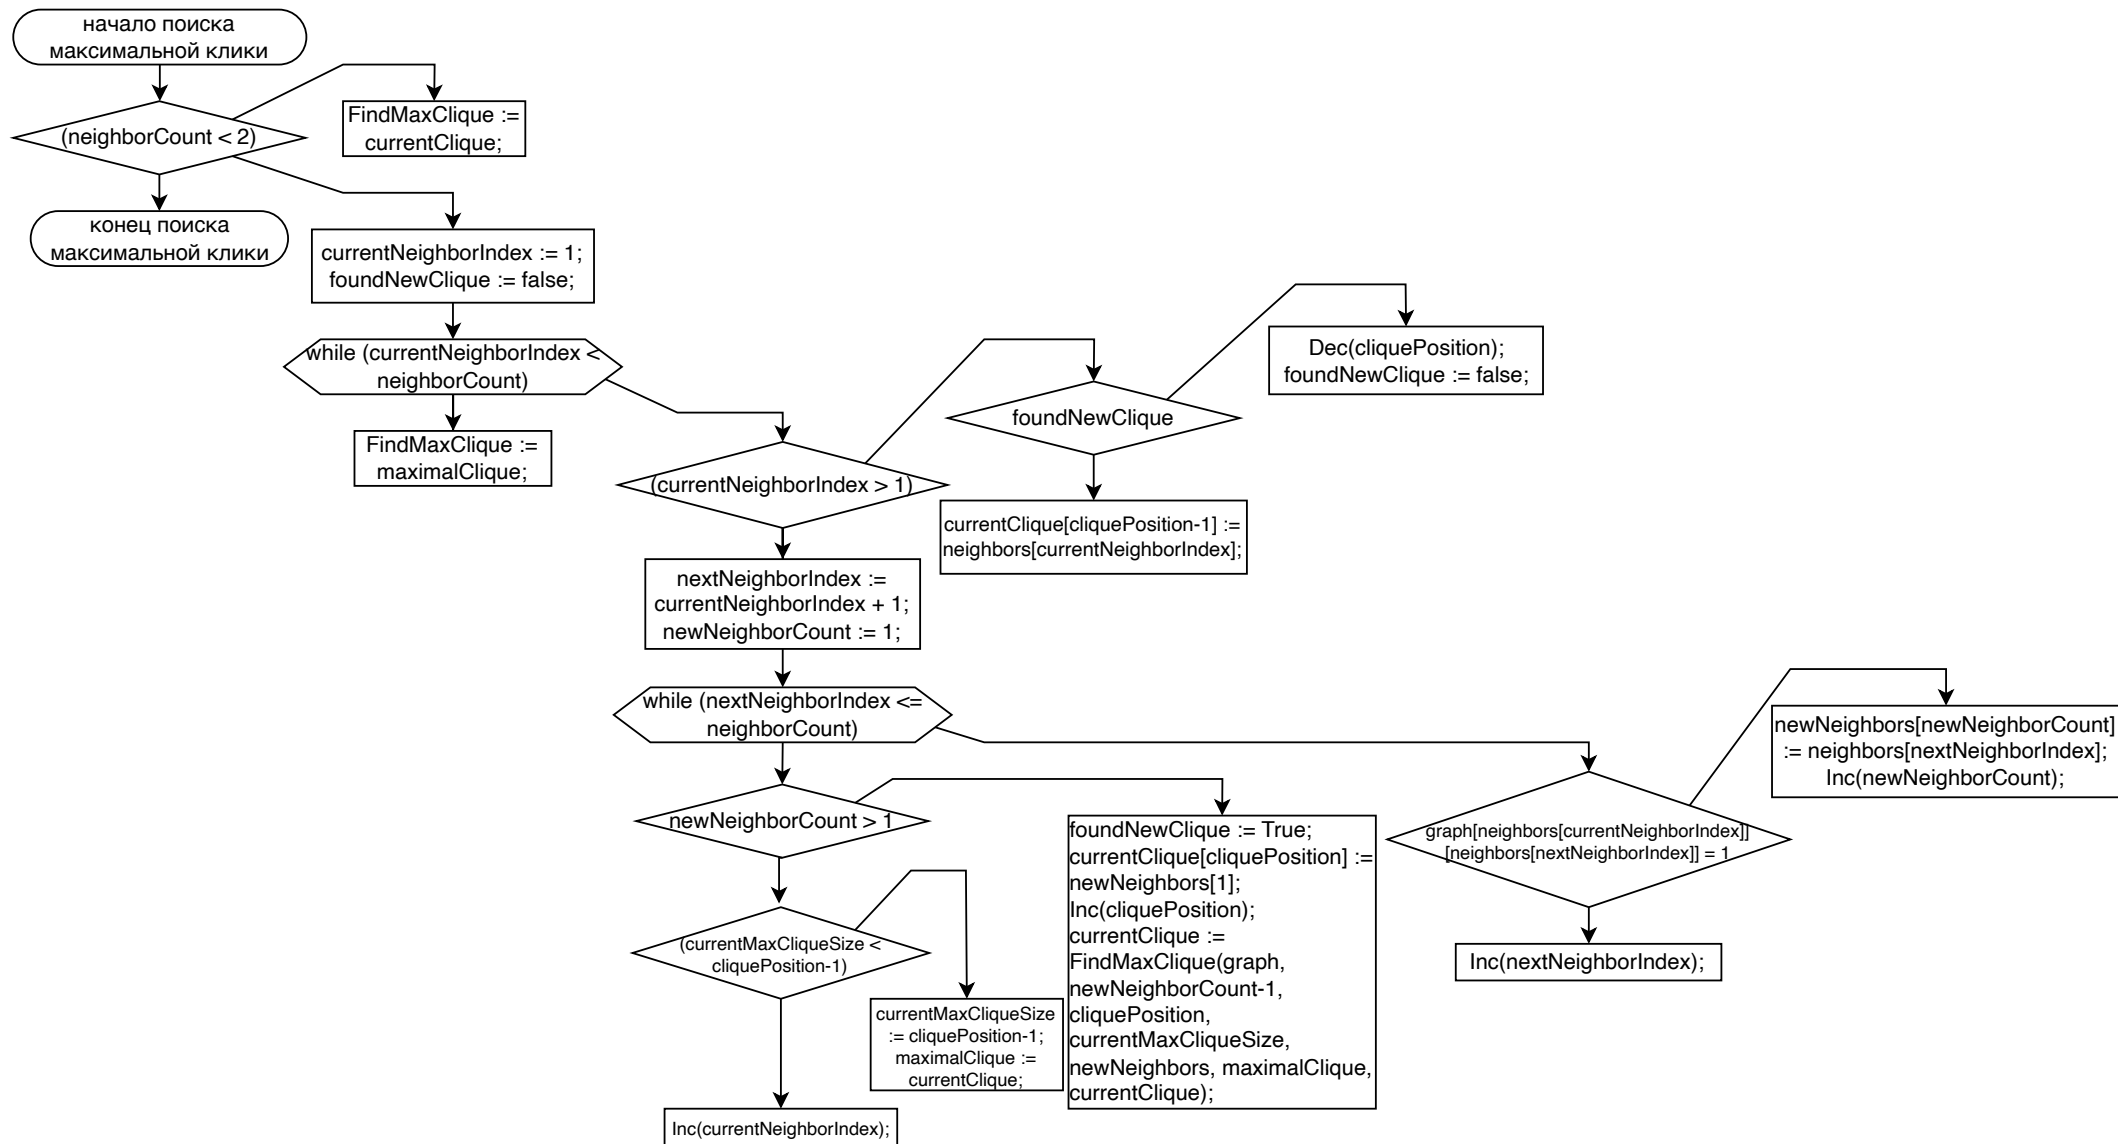 начало поиска
максимальной клики
(neighborCount < 2)
FindMaxClique :=
currentClique;
конец поиска
максимальной клики
currentNeighborIndex := 1;
foundNewClique := false;
while (currentNeighborIndex <
neighborCount)
FindMaxClique :=
maximalClique;
(currentNeighborIndex > 1)
foundNewClique
Dec(cliquePosition);
foundNewClique := false;
currentClique[cliquePosition-1] :=
neighbors[currentNeighborIndex];
nextNeighborIndex :=
currentNeighborIndex + 1;
newNeighborCount := 1;
while (nextNeighborIndex <=
neighborCount)
newNeighborCount > 1
graph[neighbors[currentNeighborIndex]]
[neighbors[nextNeighborIndex]] = 1
newNeighbors[newNeighborCount]
:= neighbors[nextNeighborIndex];
Inc(newNeighborCount);
Inc(nextNeighborIndex);
foundNewClique := True;
currentClique[cliquePosition] :=
newNeighbors[1];
Inc(cliquePosition);
currentClique :=
FindMaxClique(graph,
newNeighborCount-1,
cliquePosition,
currentMaxCliqueSize,
newNeighbors, maximalClique,
currentClique);
(currentMaxCliqueSize <
cliquePosition-1)
currentMaxCliqueSize
:= cliquePosition-1;
maximalClique :=
currentClique;
Inc(currentNeighborIndex);